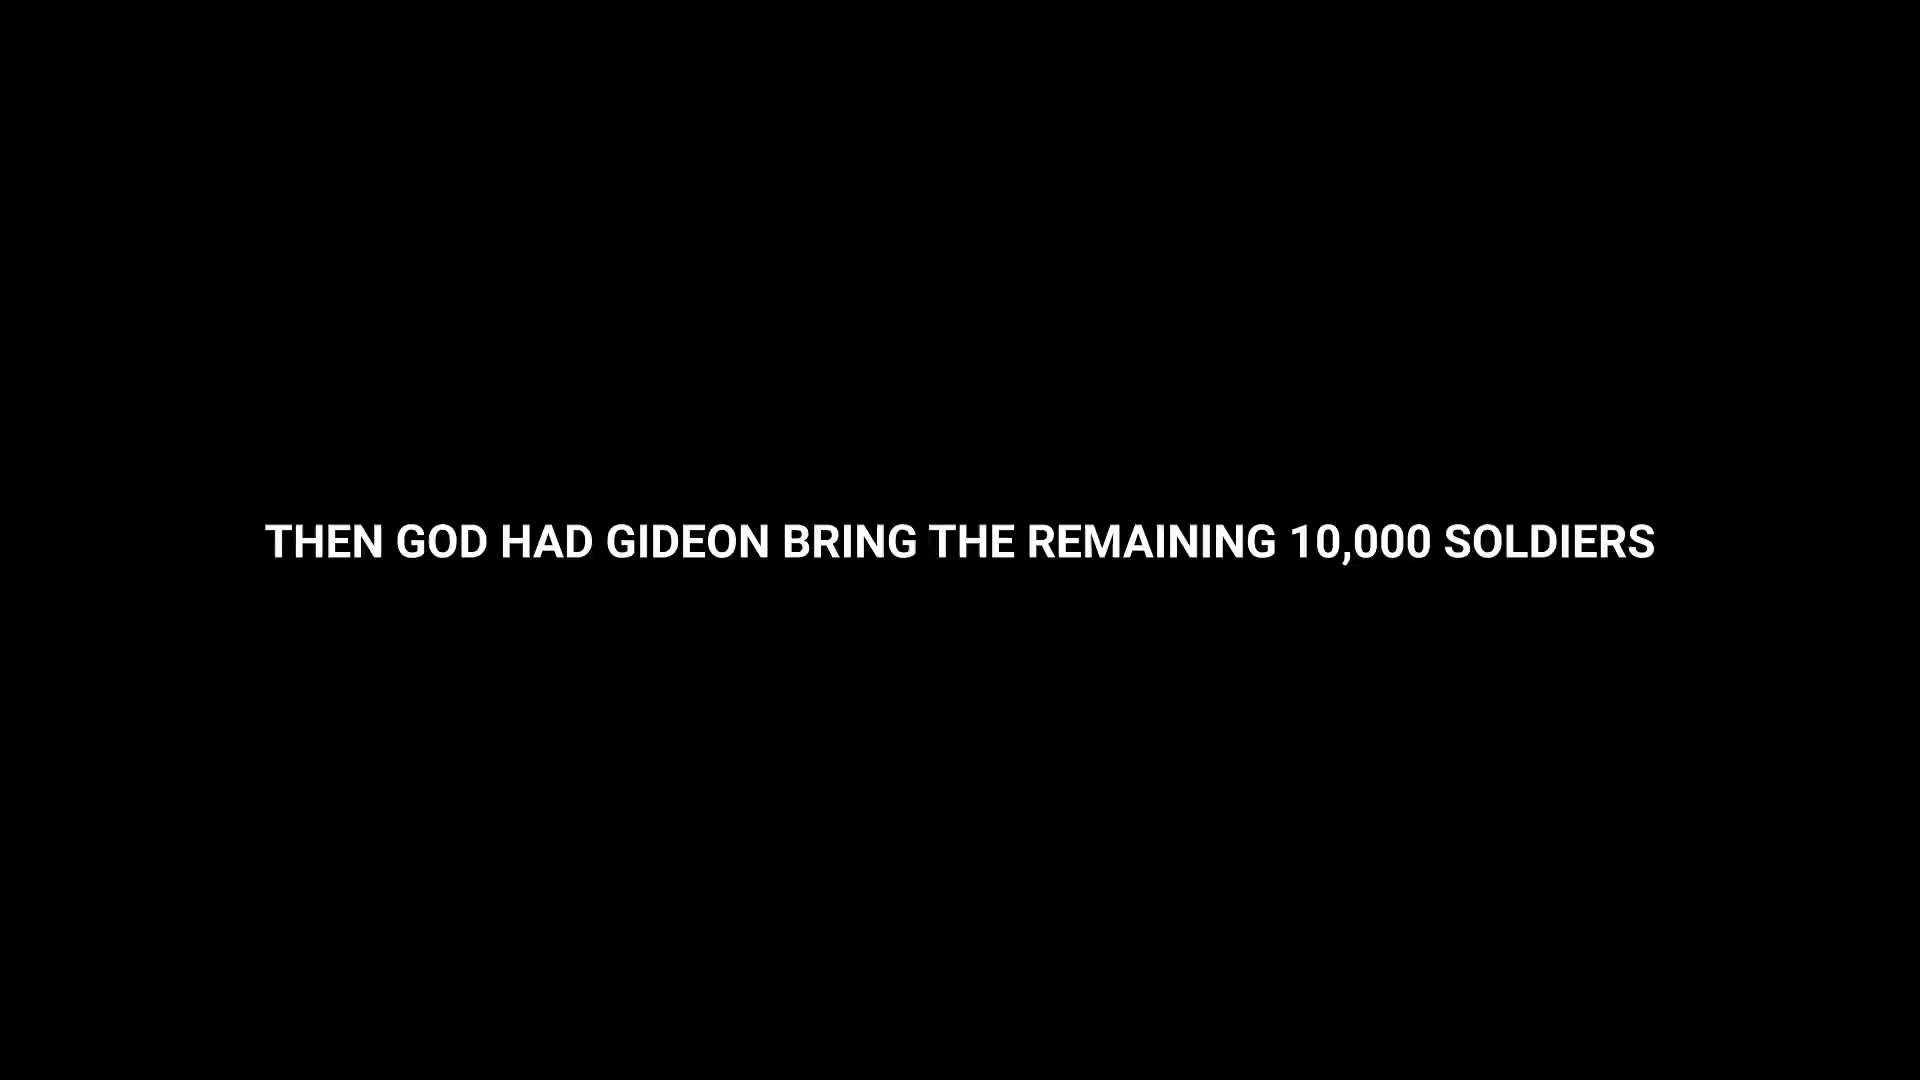 THEN GOD HAD GIDEON BRING THE REMAINING 10,000 SOLDIERS